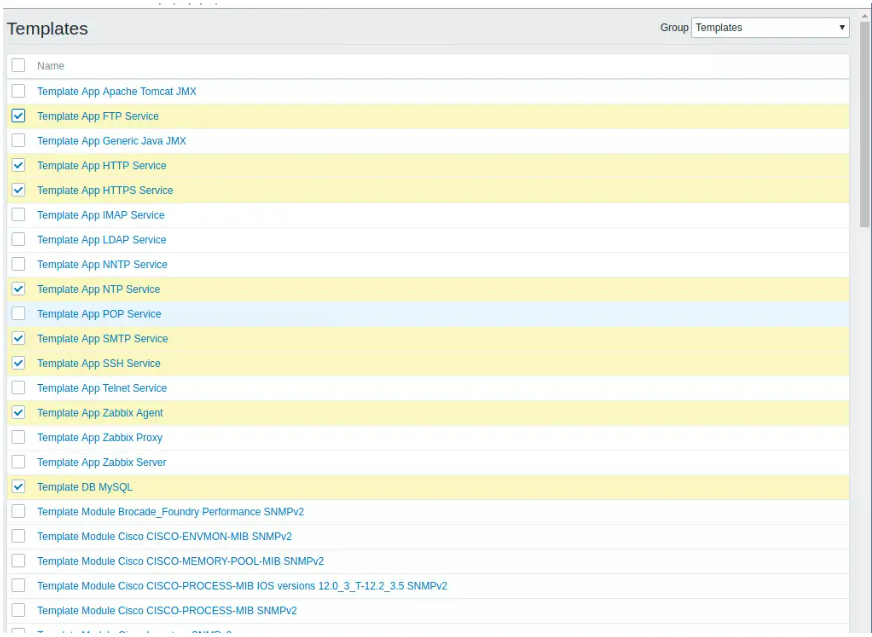 Templates
Group Templates
Name
Template App Apache Tomcat JMX
Template App FTP Service
Template App Generic Java JMX
Template App HTTP Service
Template App HTTPS Service
Template App IMAP Service
Template App LDAP Service
Template App NNTP Service
Template App NTP Service
Template App POP Service
Template App SMTP Service
Template App SSH Service
Template App Telnet Service
Template App Zabbix Agent
Template App Zabbix Proxy
Template App Zabbix Server
Template DB MySQL
Template Module Brocade_Foundry Performance SNMPv2
Template Module Cisco CISCO-ENVMON-MIB SNMPv2
Template Module Cisco CISCO-MEMORY-POOL-MIB SNMPv2
Template Module Cisco CISCO-PROCESS-MIB IOS versions 12.0_3_T-12.2_3.5 SNMPv2
Template Module Cisco CISCO-PROCESS-MIB SNMPv2